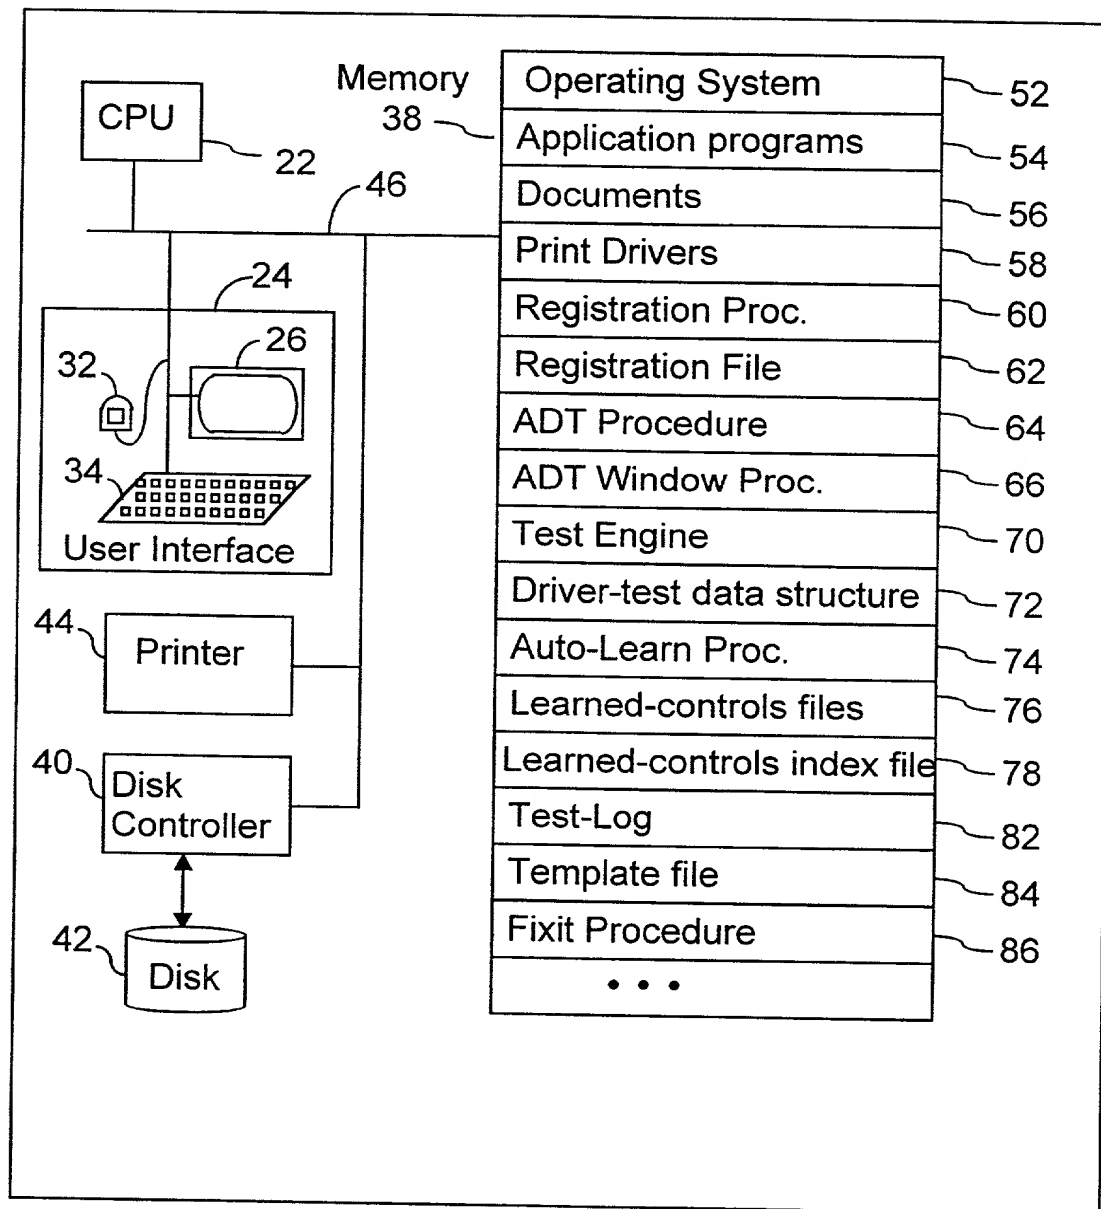 CPU
22
Memory
38
46
24
26
32
34
User Interface
44
Printer
40
Disk
Controller
42
Disk
Operating System 52
Application programs 54
Documents 56
Print Drivers 58
Registration Proc. 60
Registration File 62
ADT Procedure 64
ADT Window Proc. 66
Test Engine 70
Driver-test data structure 72
Auto-Learn Proc. 74
Learned-controls files 76
Learned-controls index file 78
Test-Log 82
Template file 84
Fixit Procedure 86
• • •